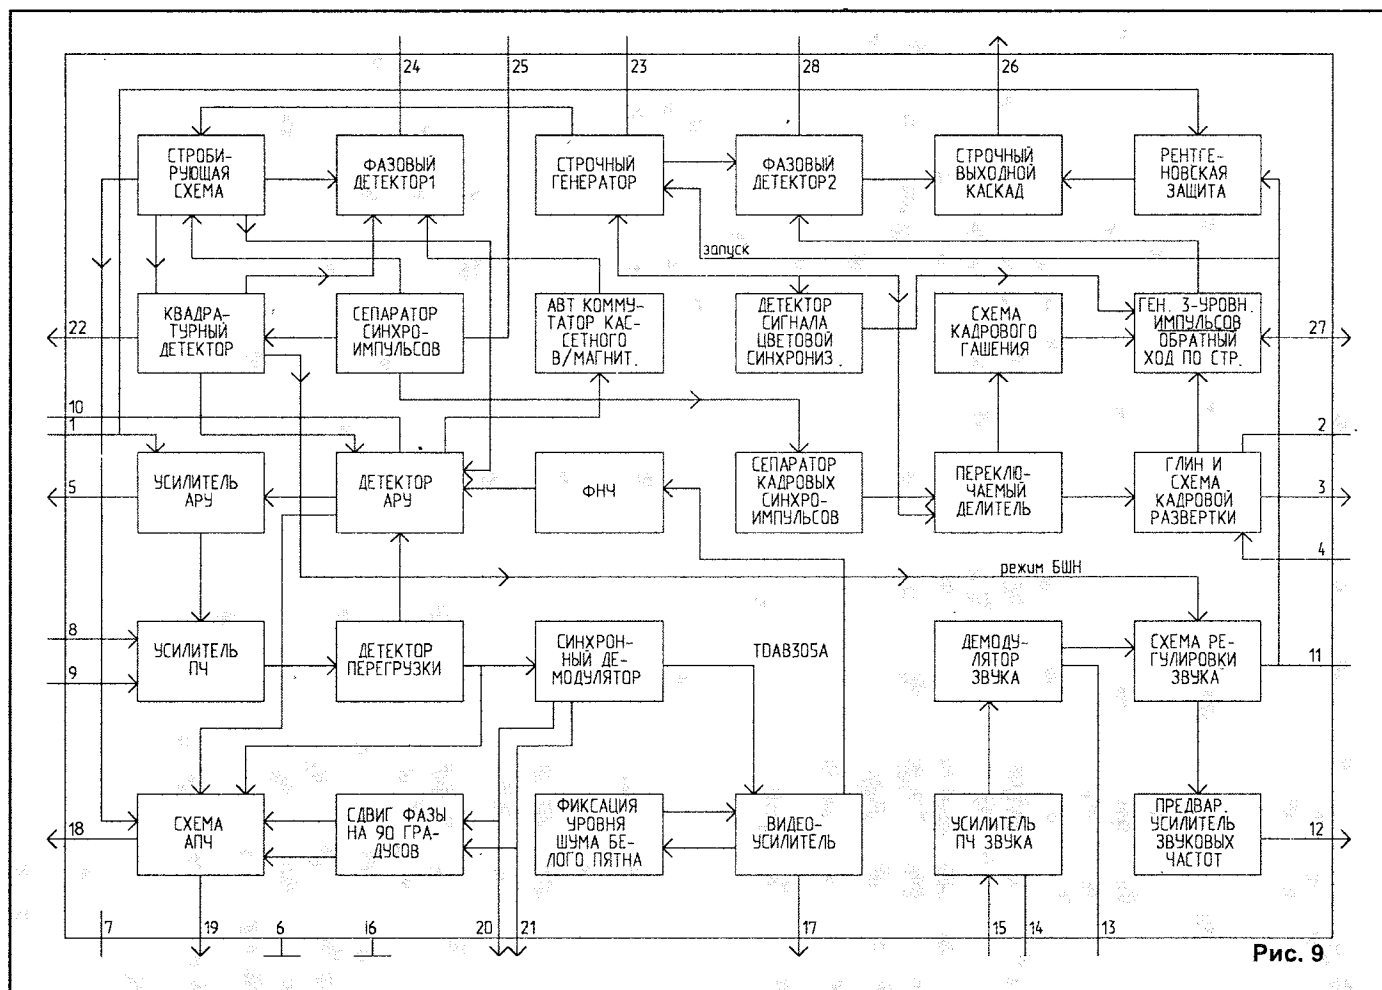 24
25
23
28
26
СТРОБИ-
РУЮЩАЯ
СХЕМА
ФАЗОВЫЙ
ДЕТЕКТОР1
СТРОЧНЫЙ
ГЕНЕРАТОР
ФАЗОВЫЙ
ДЕТЕКТОР2
СТРОЧНЫЙ
ВЫХОДНОЙ
КАСКАД
РЕНТГЕ-
НОВСКАЯ
ЗАЩИТА
запуск
22
КВАДРА-
ТУРНЫЙ
ДЕТЕКТОР
СЕПАРАТОР
СИНХРО-
ИМПУЛЬСОВ
АВТ КОММУ-
ТАТОР КАС-
СЕТНОГО
В/МАГНИТ.
ДЕТЕКТОР
СИГНАЛА
ЦВЕТОВОЙ
СИНХРОНИЗ.
СХЕМА
КАДРОВОГО
ГАШЕНИЯ
ГЕН. 3-УРОВН.
ИМПУЛЬСОВ
ОБРАТНЫЙ
ХОД ПО СТР.
27
10
1
5
УСИЛИТЕЛЬ
АРУ
ДЕТЕКТОР
АРУ
ФНЧ
СЕПАРАТОР
КАДРОВЫХ
СИНХРО-
ИМПУЛЬСОВ
ПЕРЕКЛЮ-
ЧАЕМЫЙ
ДЕЛИТЕЛЬ
ГЛИН И
СХЕМА
КАДРОВОЙ
РАЗВЕРТКИ
2
3
4
режим БШН
8
9
УСИЛИТЕЛЬ
ПЧ
ДЕТЕКТОР
ПЕРЕГРУЗКИ
СИНХРОН-
НЫЙ ДЕ-
МОДУЛЯТОР
TDA8305A
ДЕМОДУ-
ЛЯТОР
ЗВУКА
СХЕМА РЕ-
ГУЛИРОВКИ
ЗВУКА
11
18
СХЕМА
АПЧ
СДВИГ ФАЗЫ
НА 90 ГРА-
ДУСОВ
ФИКСАЦИЯ
УРОВНЯ
ШУМА БЕ-
ЛОГО ПЯТНА
ВИДЕО-
УСИЛИТЕЛЬ
УСИЛИТЕЛЬ
ПЧ ЗВУКА
ПРЕДВАР.
УСИЛИТЕЛЬ
ЗВУКОВЫХ
ЧАСТОТ
12
7
19
6
16
20
21
17
15
14
13
Рис. 9